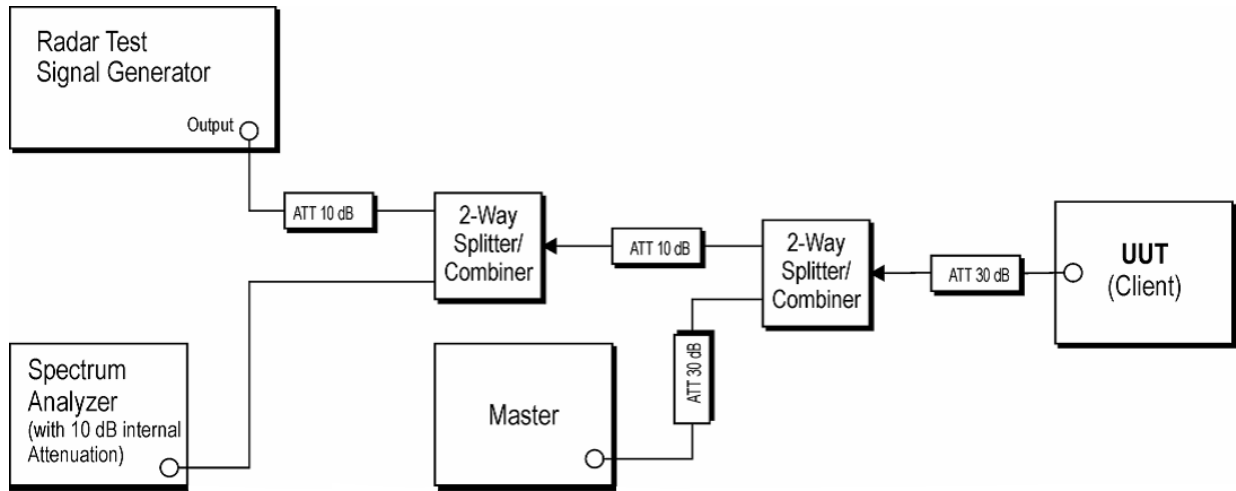 Radar Test
Signal Generator
Output
ATT 10 dB
2-Way
Splitter/
Combiner
ATT 10 dB
2-Way
Splitter/
Combiner
ATT 30 dB
UUT
(Client)
Spectrum
Analyzer
(with 10 dB internal
Attenuation)
Master
ATT 30 dB